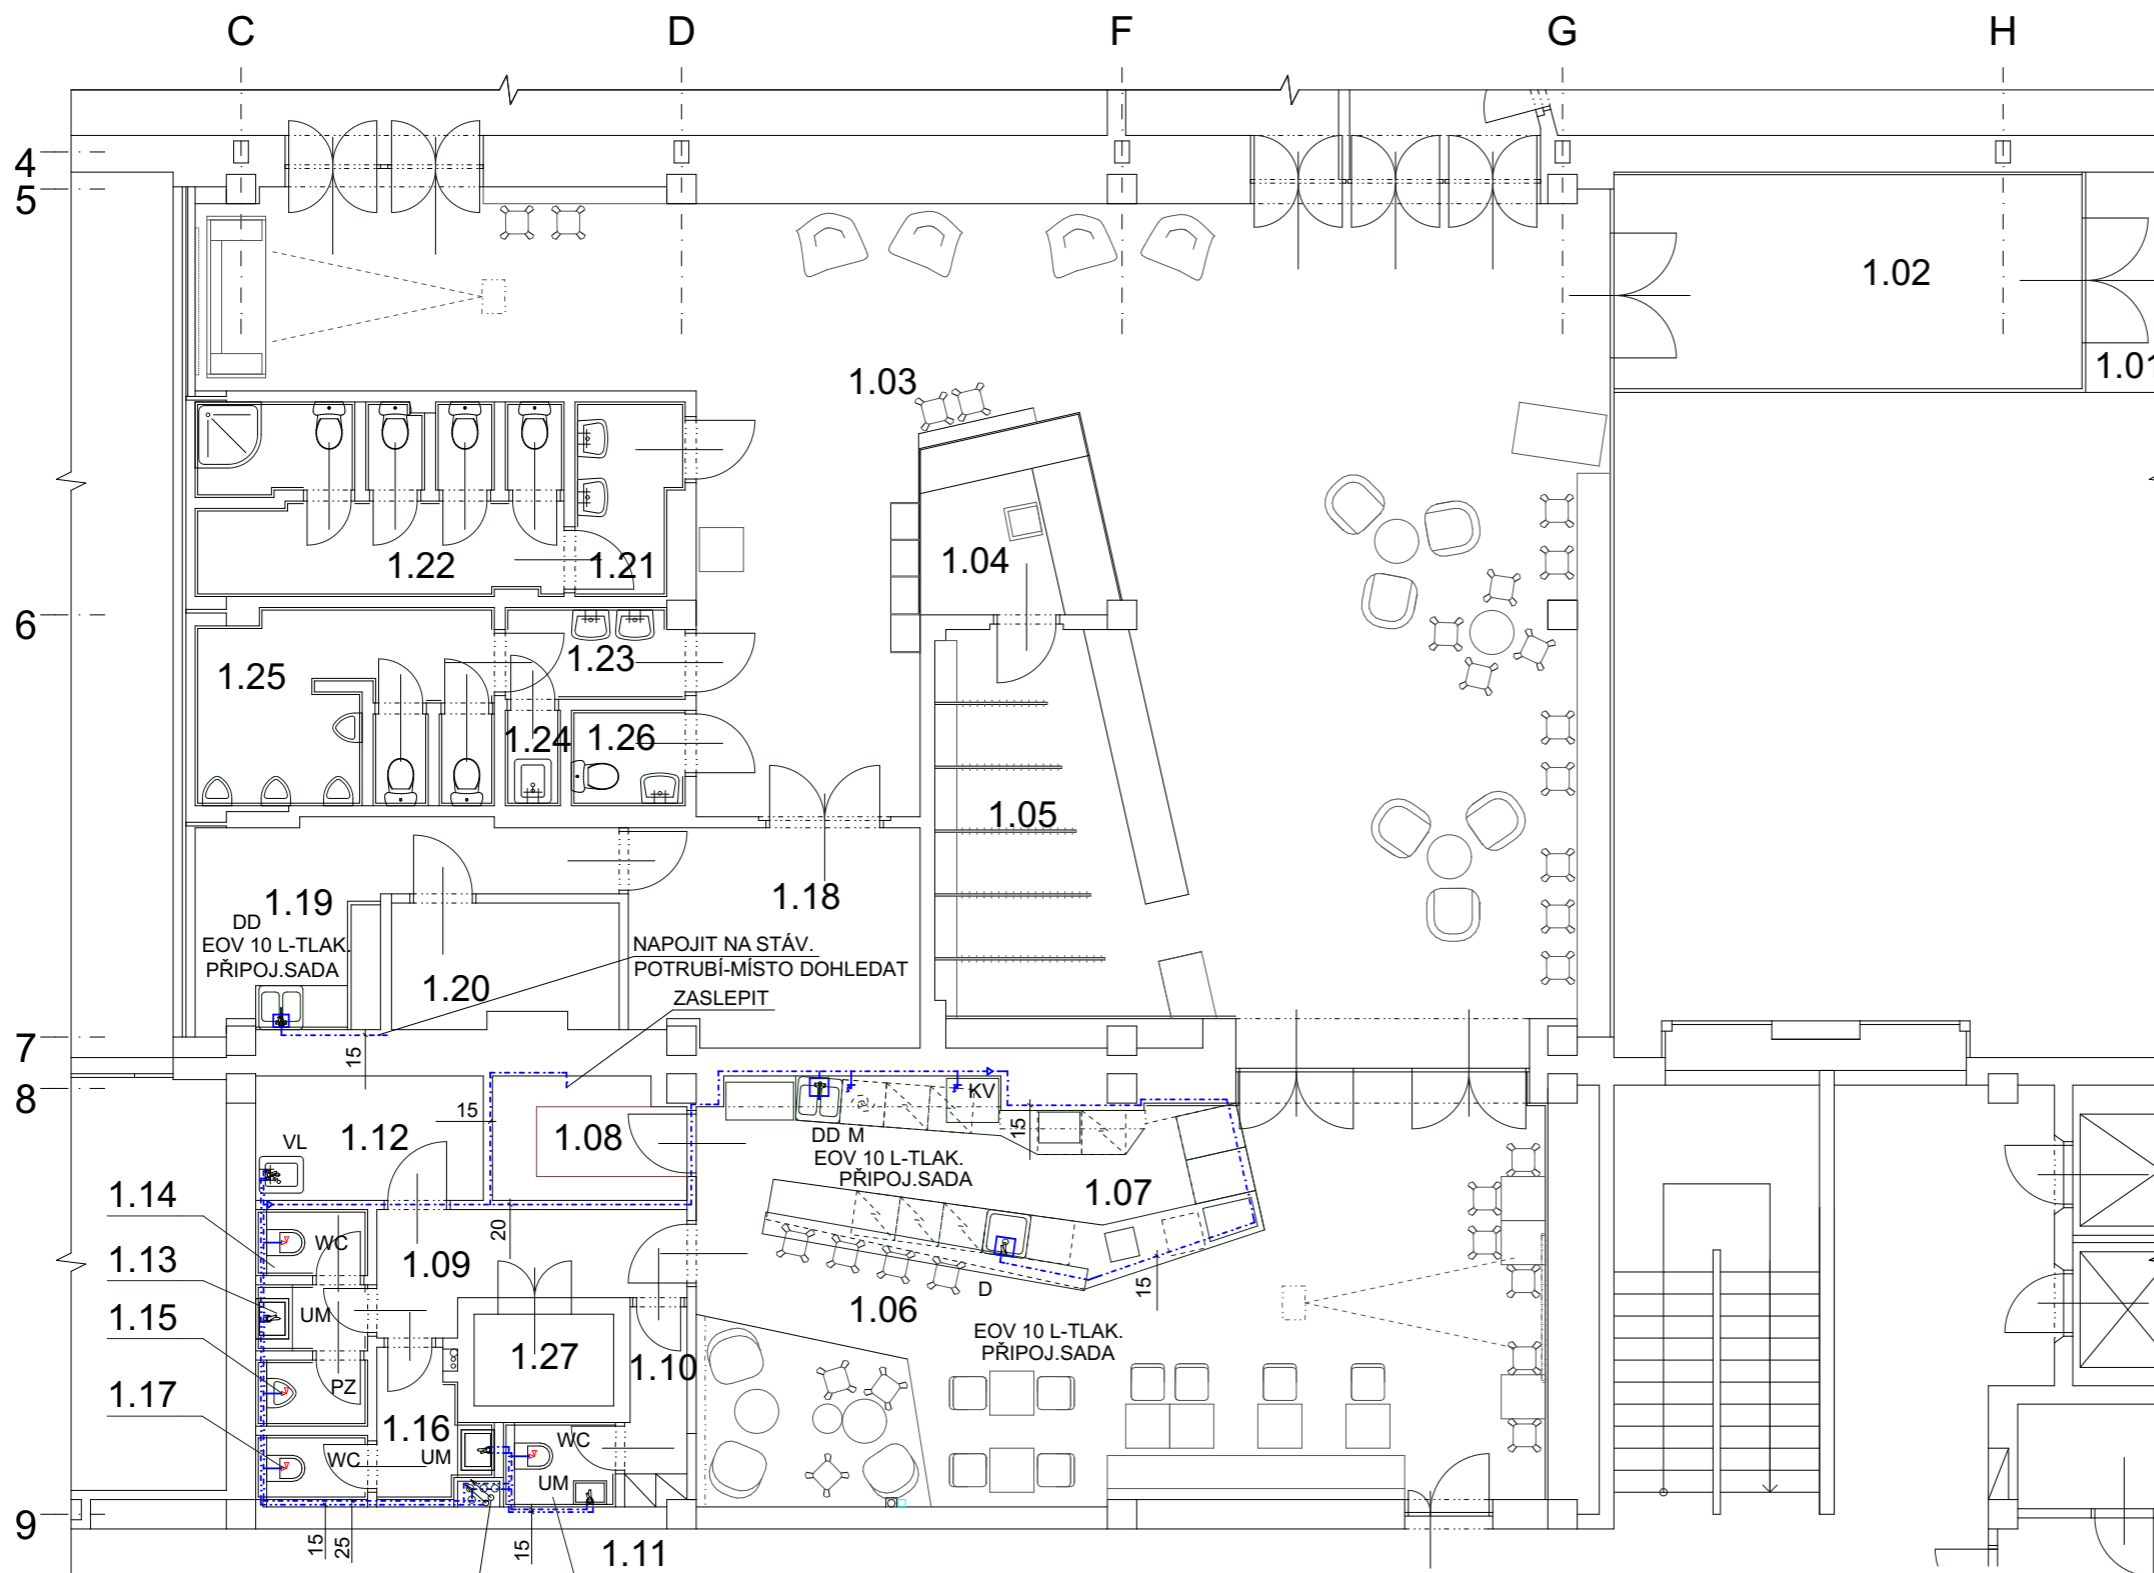 C D F G H
4
5
1.02
1.01
1.03
1.22 1.21
1.04
6
1.25
1.23
1.24 1.26
1.05
1.19
1.18
DD
EOV 10 L-TLAK.
PŘIPOJ.SADA
1.20
NAPOJIT NA STÁV.
POTRUBÍ-MÍSTO DOHLEDAT
ZASLEPIT
7
15
8
KV
15
15
1.12
VL
1.08
DD M
EOV 10 L-TLAK.
PŘIPOJ.SADA
1.07
1.14
WC
20
1.09
1.13
UM
15
D
1.06
1.15
EOV 10 L-TLAK.
PŘIPOJ.SADA
1.27
1.10
PZ
1.17
1.16
WC
UM
WC
UM
9
15
25
15
1.11